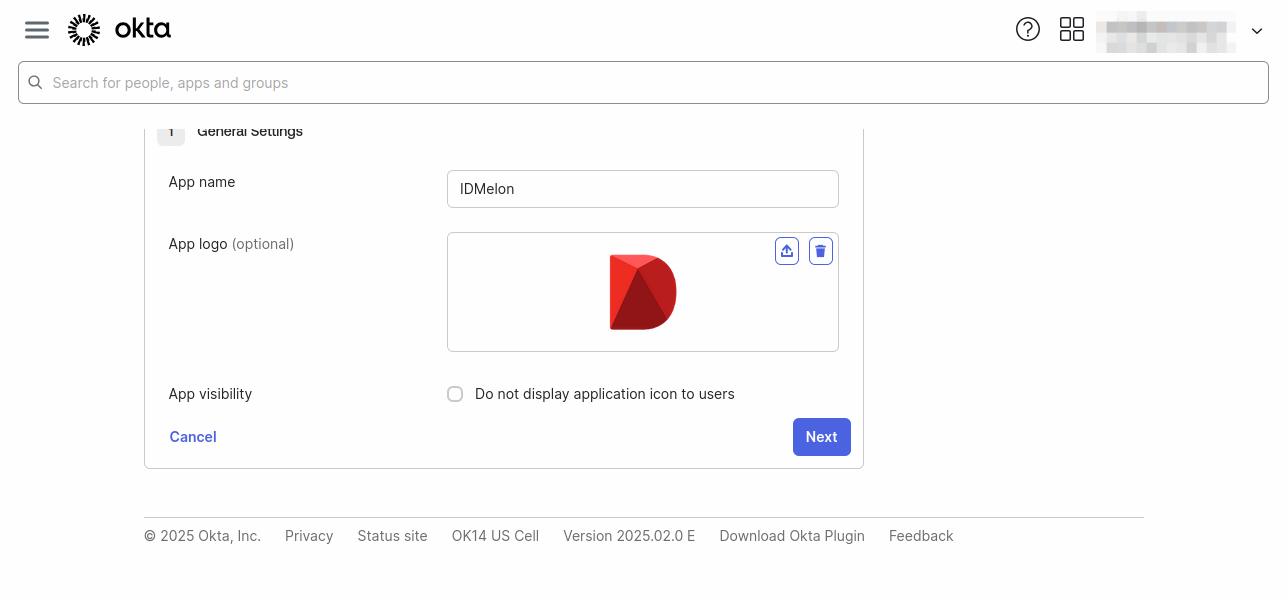 okta
Search for people, apps and groups
1 General Settings
App name
IDMelon
App logo (optional)
App visibility
Do not display application icon to users
Cancel
Next
© 2025 Okta, Inc. Privacy Status site OK14 US Cell Version 2025.02.0 E Download Okta Plugin Feedback